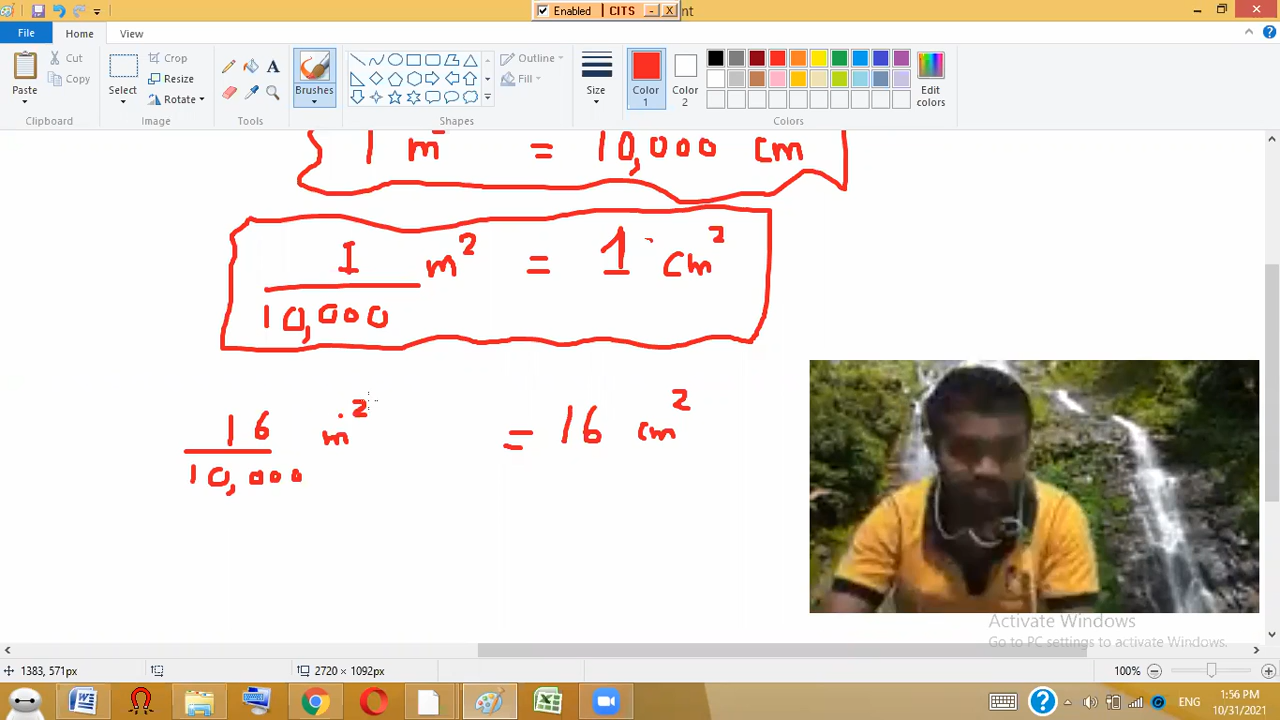 Enabled | CITS
nt
File Home View
Cut
Copy
Paste
Select
Crop
Resize
Rotate
Brushes
Outline
Fill
Size
Color 1
Color 2
Edit colors
Clipboard
Image
Tools
Shapes
Colors
1 m = 10,000 cm
1/10,000 m² = 1 cm²
16/10,000 m² = 16 cm²
Activate Windows
Go to PC settings to activate Windows.
1383, 571px
2720 × 1092px
100%
ENG
1:56 PM
10/31/2021